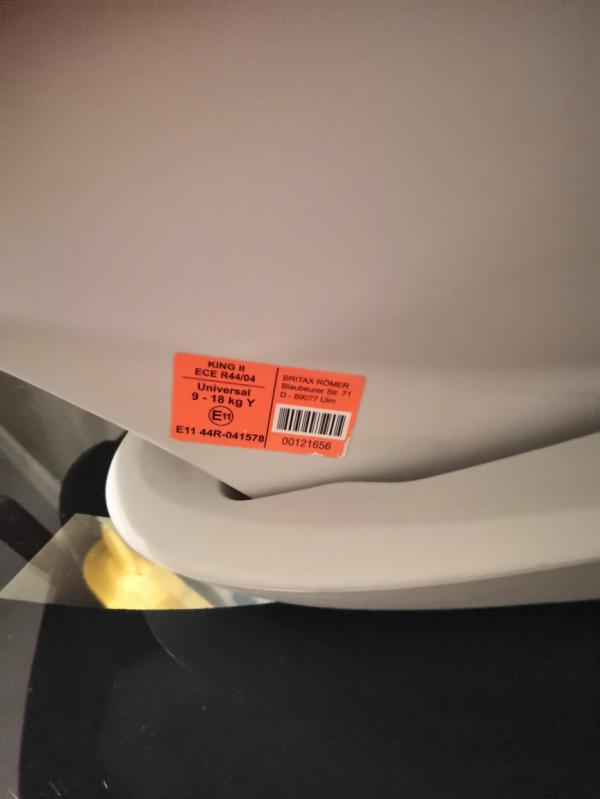 KING II
ECE R44/04
Universal
9 - 18 kg Y
E11
E11 44R-041578
BRITAX RÖMER
Blaubeurer Str. 71
D - 89077 Ulm
00121656